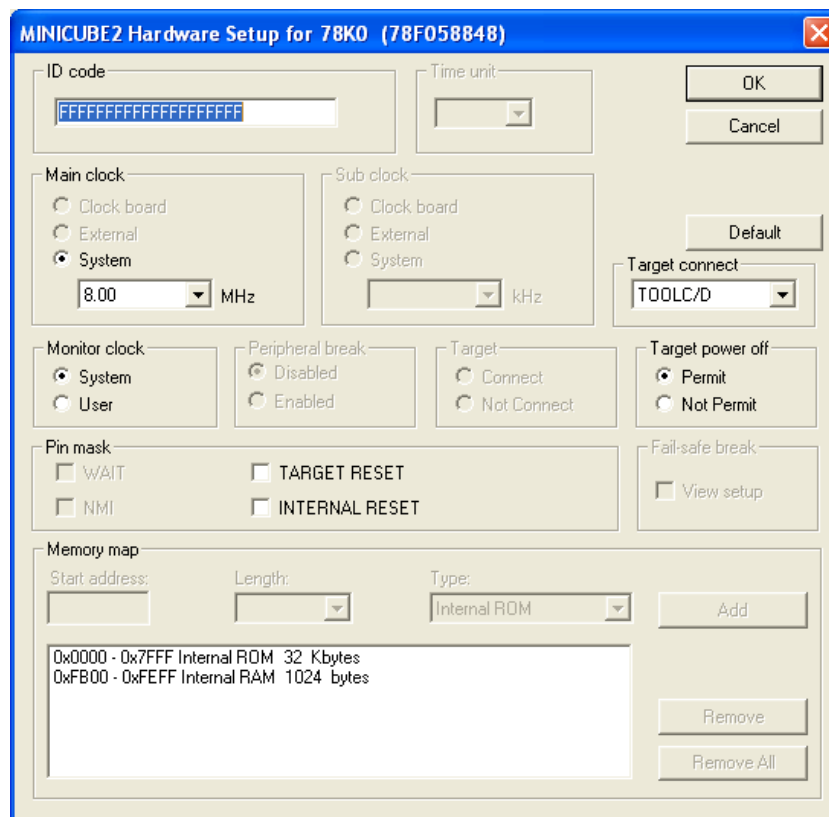 MINICUBE2 Hardware Setup for 78K0 (78F058848)
ID code
FFFFFFFFFFFFFFFFFFFF
Time unit
OK
Cancel
Main clock
Clock board
External
System
8.00
MHz
Sub clock
Clock board
External
System
kHz
Default
Target connect
TOOLC/D
Monitor clock
System
User
Peripheral break
Disabled
Enabled
Target
Connect
Not Connect
Target power off
Permit
Not Permit
Pin mask
WAIT
TARGET RESET
NMI
INTERNAL RESET
Fail-safe break
View setup
Memory map
Start address:
Length:
Type:
Internal ROM
Add
0x0000 - 0x7FFF Internal ROM 32 Kbytes
0xFB00 - 0xFEFF Internal RAM 1024 bytes
Remove
Remove All